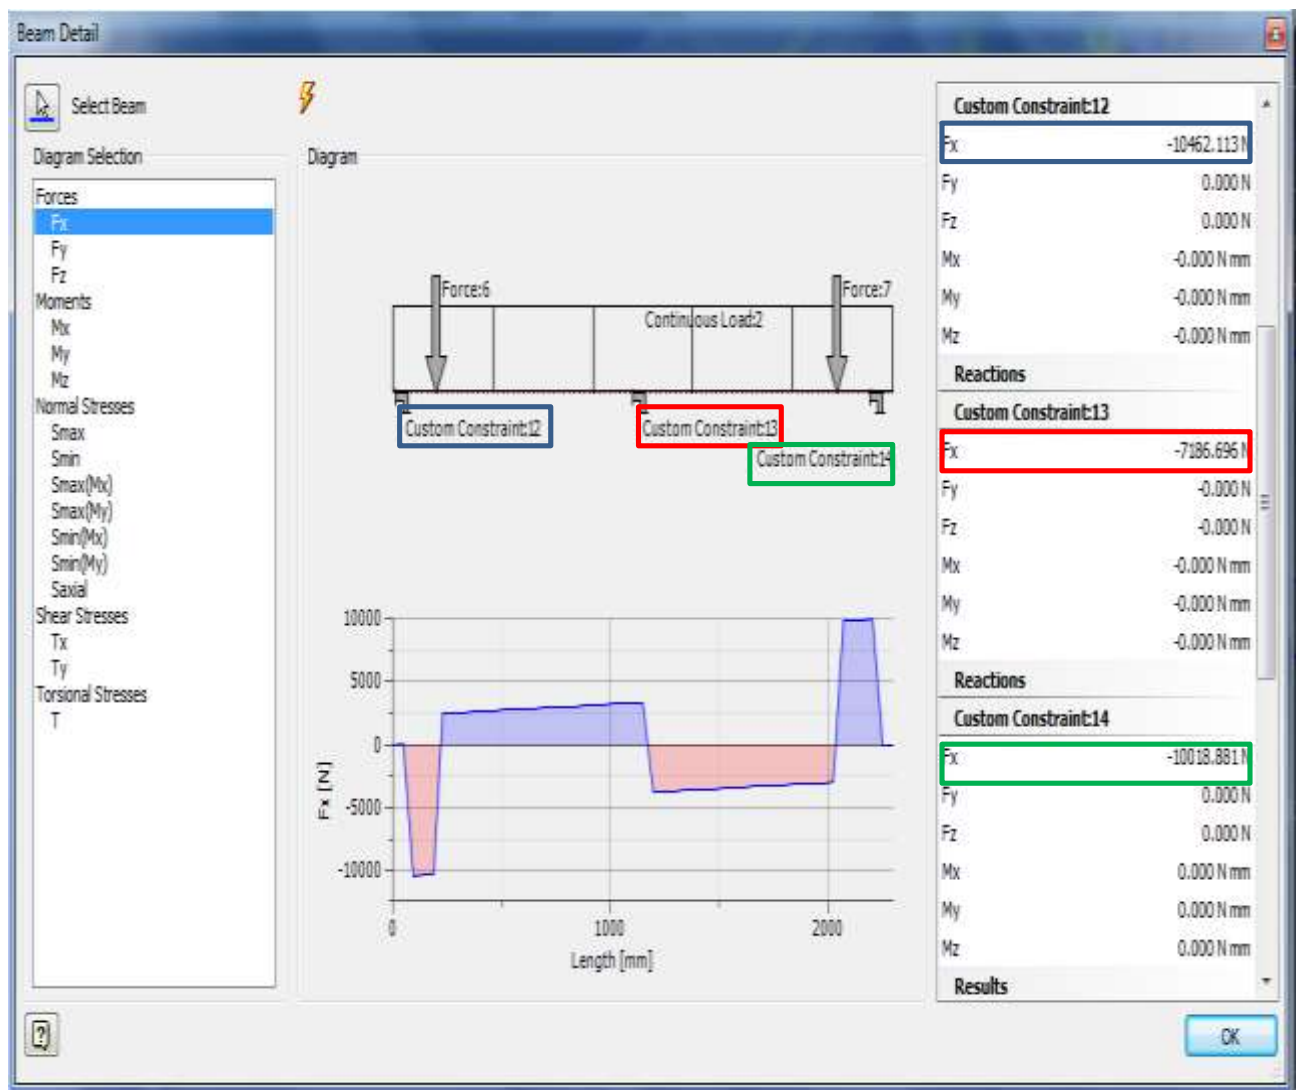 Beam Detail
Select Beam
Diagram Selection
Forces
Fx
Fy
Fz
Moments
Mx
My
Mz
Normal Stresses
Smax
Smin
Smax(Mx)
Smax(My)
Smin(Mx)
Smin(My)
Saxial
Shear Stresses
Tx
Ty
Torsional Stresses
T
Diagram
Force:6
Force:7
Continuous Load:2
Custom Constraint:12
Custom Constraint:13
Custom Constraint:14
10000
5000
0
-5000
-10000
Fx [N]
0
1000
2000
Length [mm]
Custom Constraint:12
Fx -10462.113 N
Fy 0.000 N
Fz 0.000 N
Mx -0.000 N mm
My -0.000 N mm
Mz -0.000 N mm
Reactions
Custom Constraint:13
Fx -7186.696 N
Fy -0.000 N
Fz -0.000 N
Mx -0.000 N mm
My -0.000 N mm
Mz -0.000 N mm
Reactions
Custom Constraint:14
Fx -10018.881 N
Fy 0.000 N
Fz 0.000 N
Mx 0.000 N mm
My 0.000 N mm
Mz 0.000 N mm
Results
?
OK